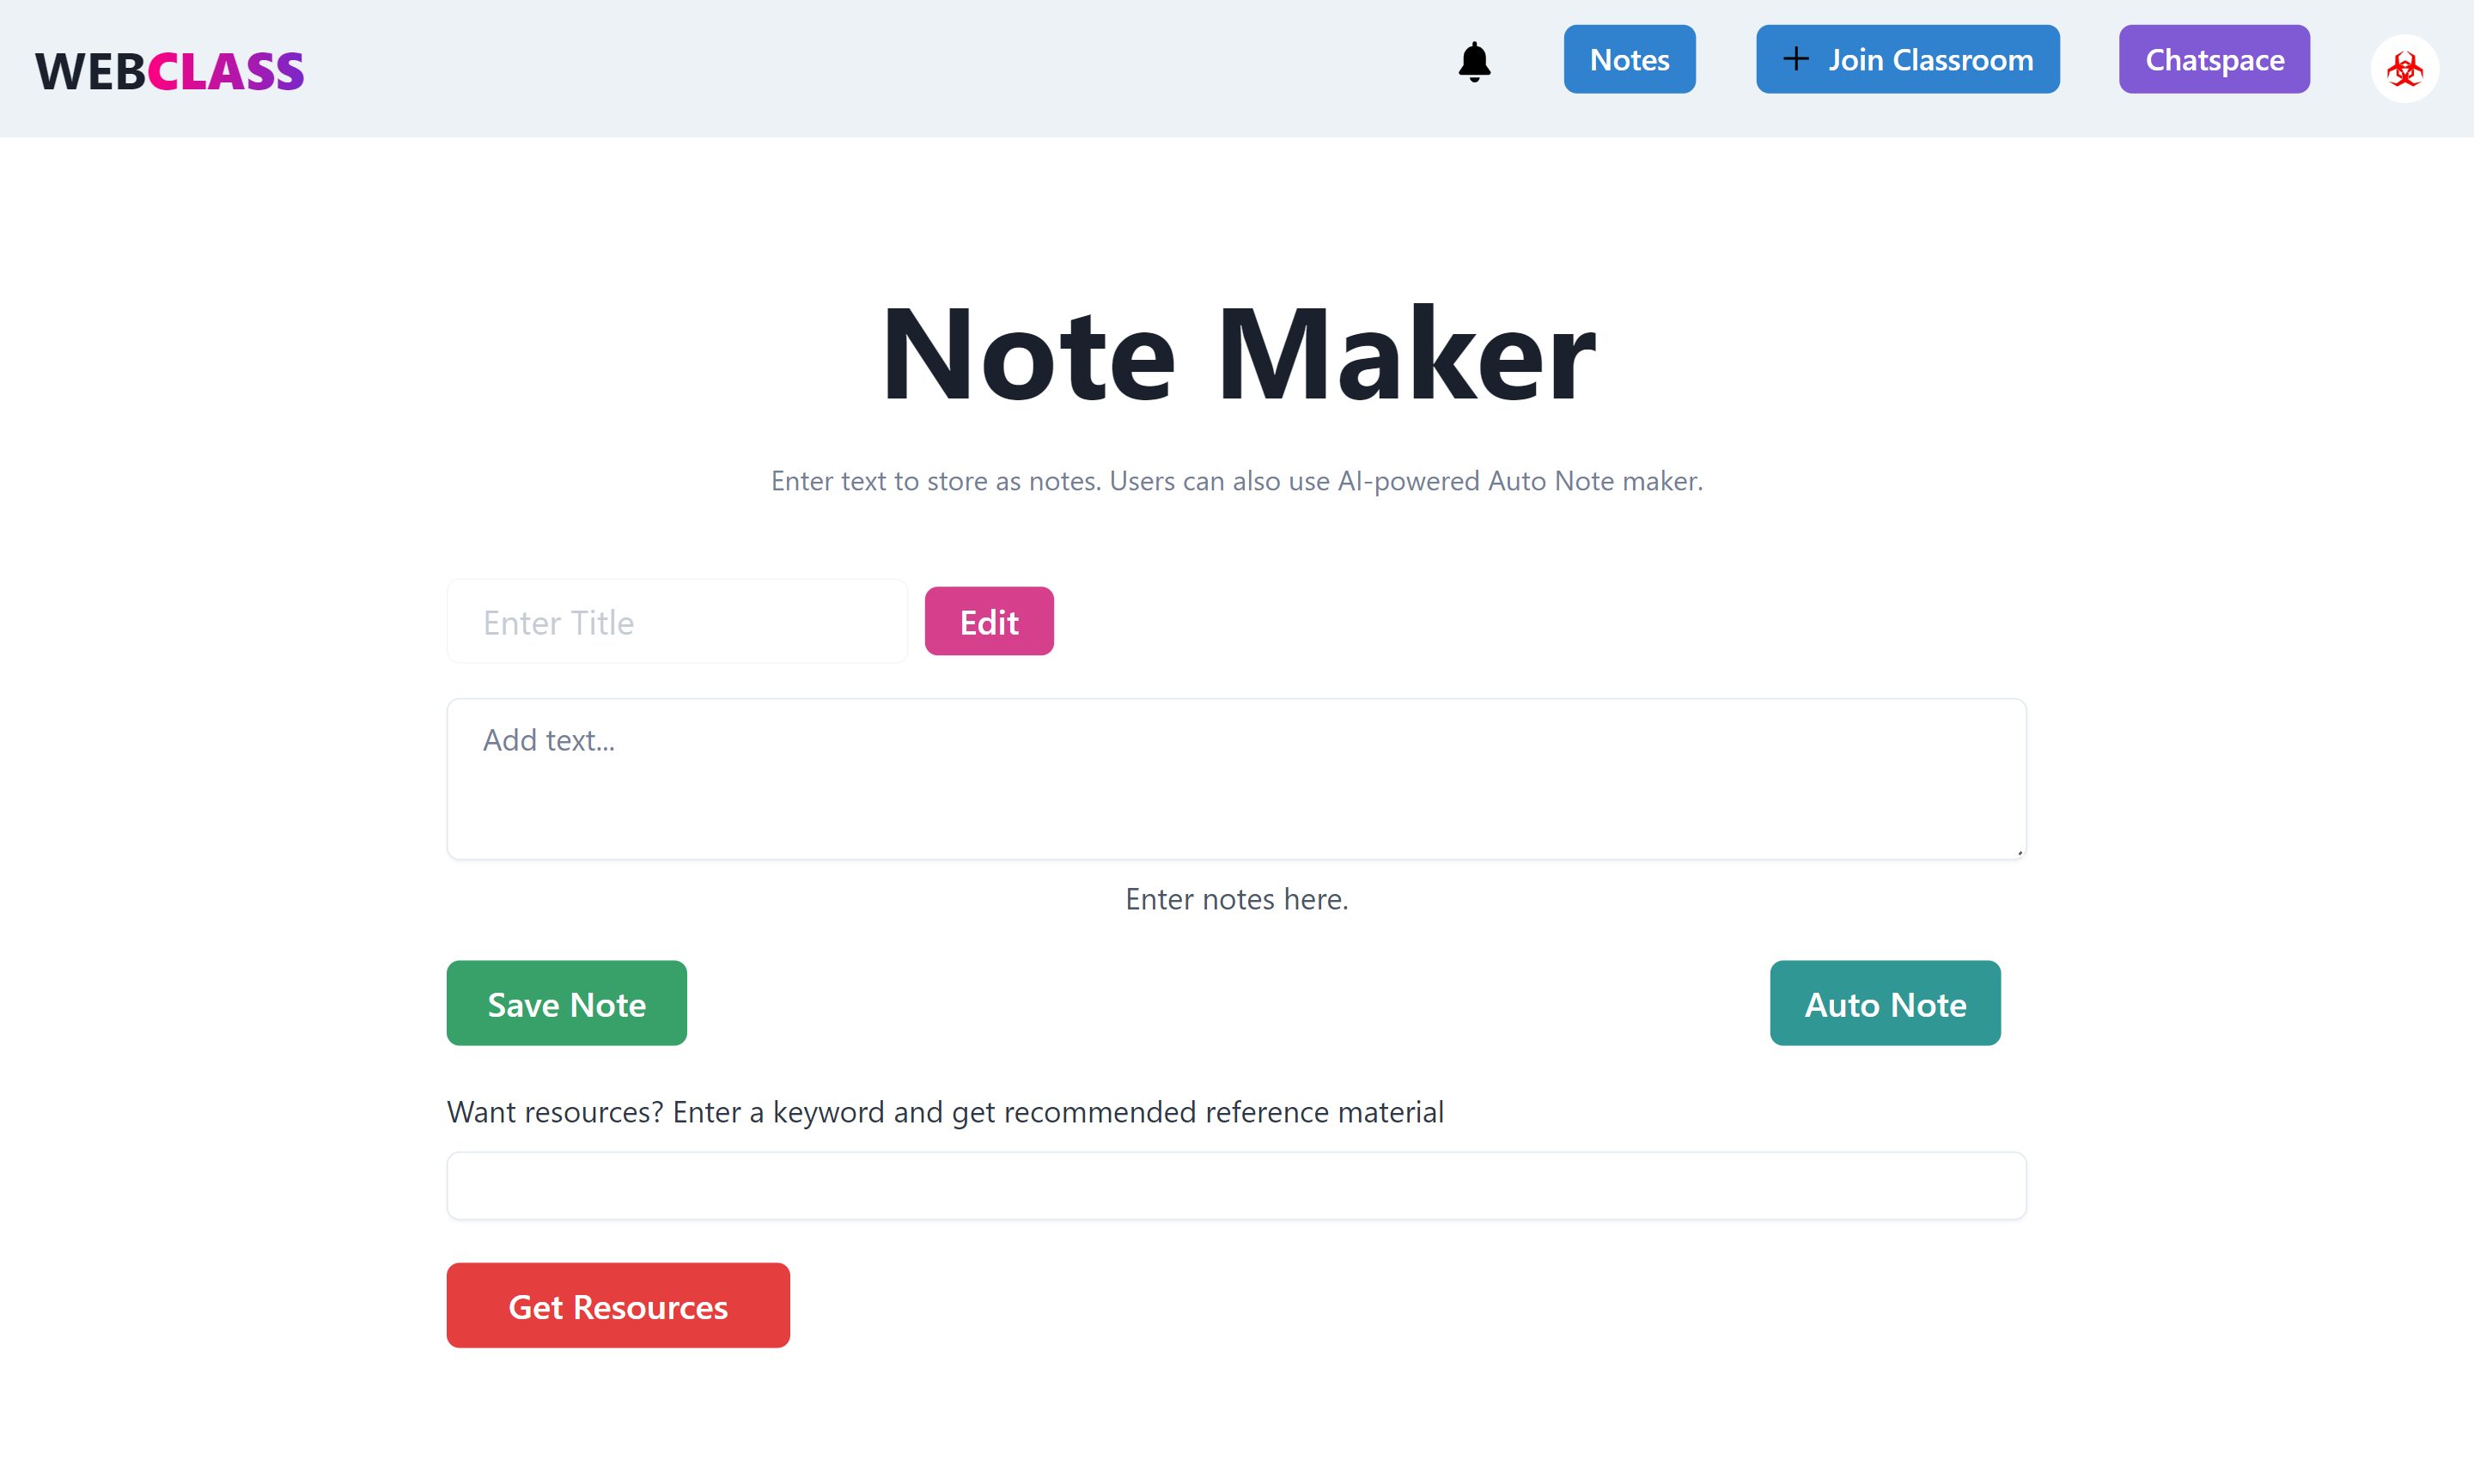 WEBCLASS
Notes
Join Classroom
Chatspace
Note Maker
Enter text to store as notes. Users can also use AI-powered Auto Note maker.
Enter Title
Edit
Add text...
Enter notes here.
Save Note
Auto Note
Want resources? Enter a keyword and get recommended reference material
Get Resources